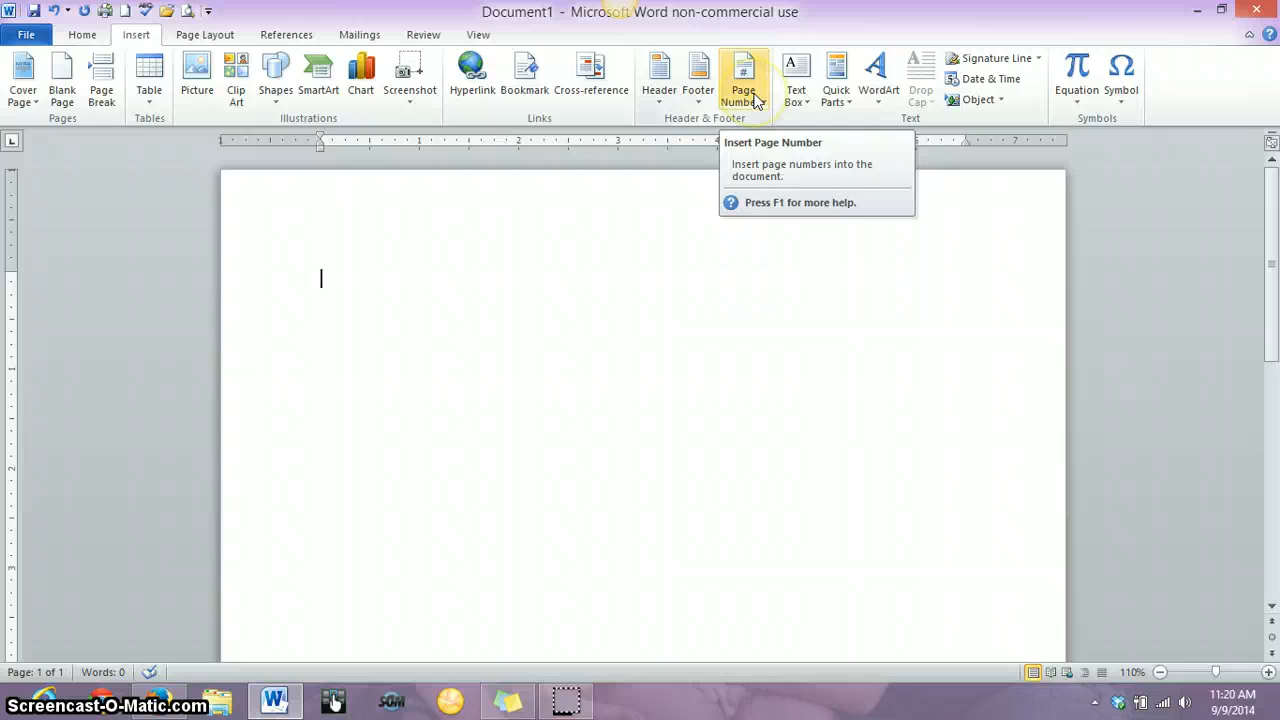 Document1 - Microsoft Word non-commercial use
File Home Insert Page Layout References Mailings Review View
Cover Page
Blank Page
Page Break
Pages
Table
Tables
Picture
Clip Art
Shapes
SmartArt
Chart
Screenshot
Illustrations
Hyperlink
Bookmark
Cross-reference
Links
Header
Footer
Page Number
Header & Footer
Text Box
Quick Parts
WordArt
Drop Cap
Signature Line
Date & Time
Object
Text
Equation
Symbol
Symbols
Insert Page Number
Insert page numbers into the
document.
Press F1 for more help.
Page: 1 of 1 Words: 0
110%
SOM
Screencast-O-Matic.com
11:20 AM
9/9/2014